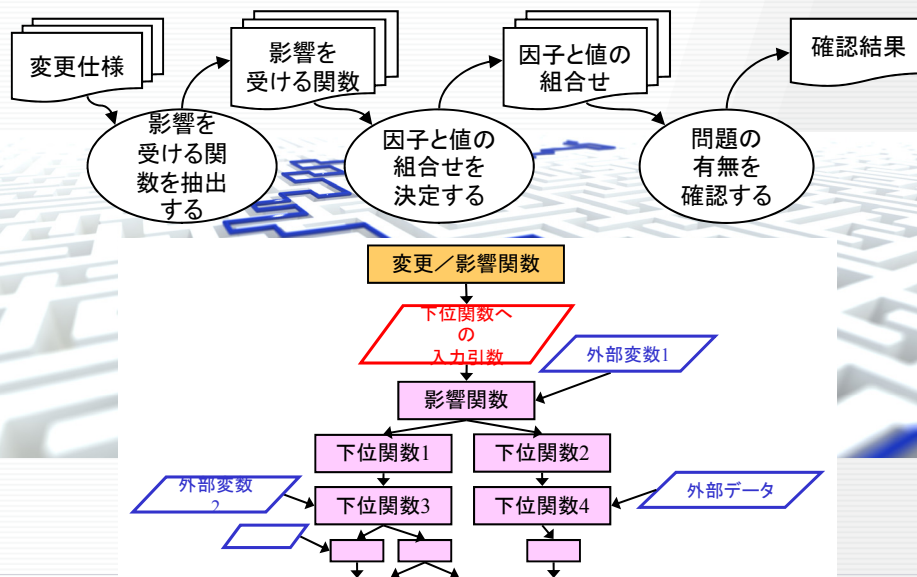 変更仕様
影響を
受ける関数
因子と値の
組合せ
確認結果
影響を
受ける関
数を抽出
する
因子と値の
組合せを
決定する
問題の
有無を
確認する
変更／影響関数
下位関数へ
の
入力引数
外部変数1
影響関数
下位関数1
下位関数2
外部変数
2
下位関数3
下位関数4
外部データ